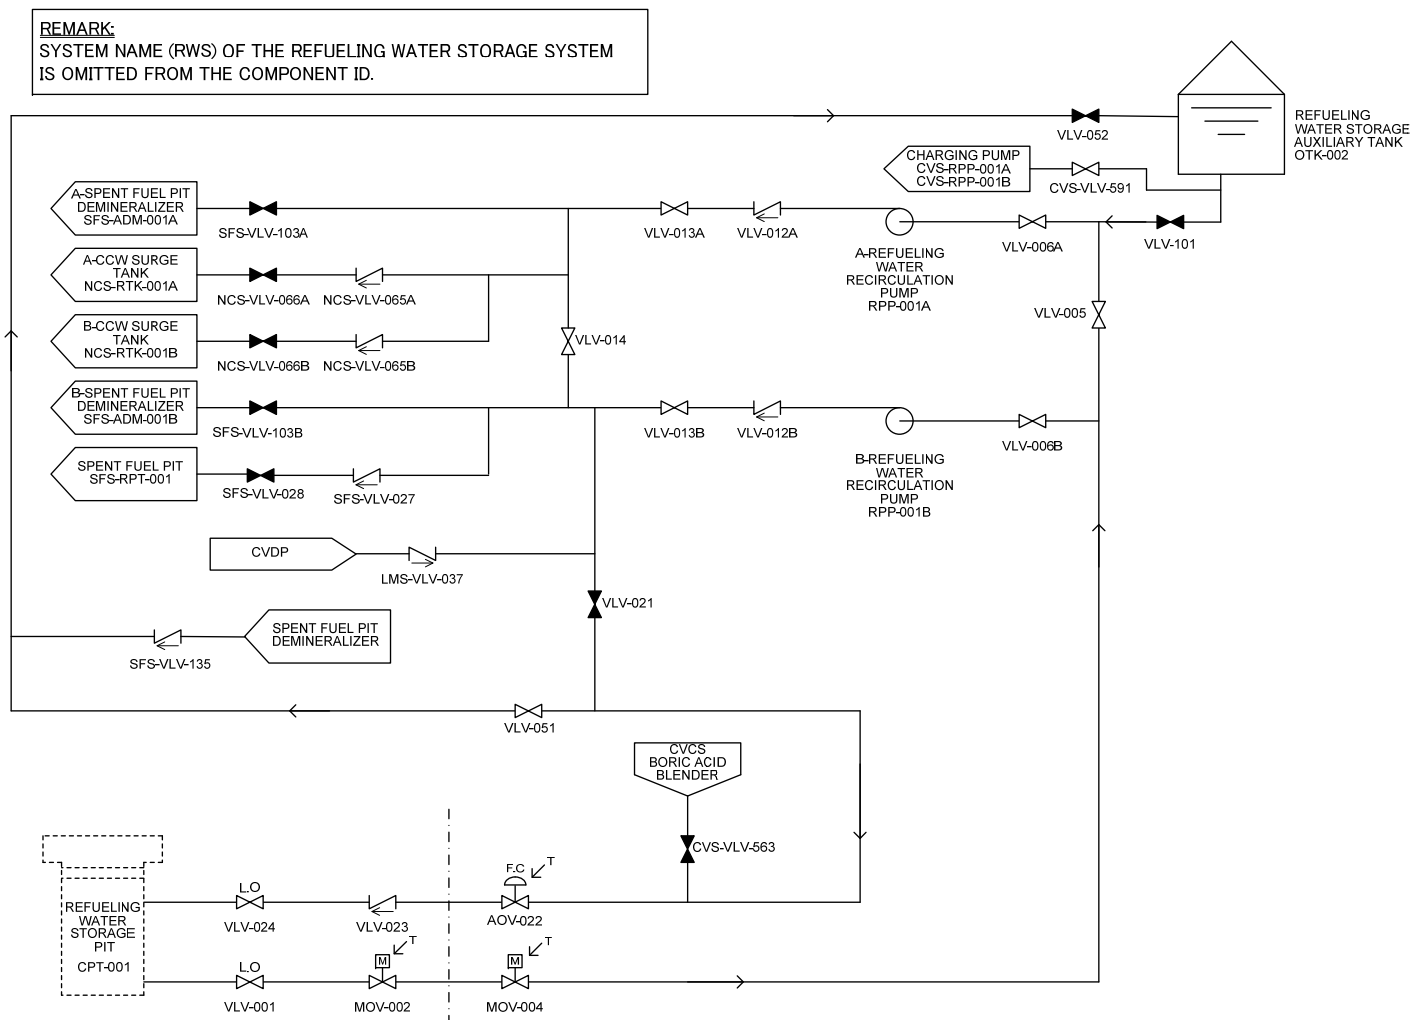 REMARK:
SYSTEM NAME (RWS) OF THE REFUELING WATER STORAGE SYSTEM
IS OMITTED FROM THE COMPONENT ID.
VLV-052
REFUELING
WATER STORAGE
AUXILIARY TANK
OTK-002
CHARGING PUMP
CVS-RPP-001A
CVS-RPP-001B
CVS-VLV-591
A-SPENT FUEL PIT
DEMINERALIZER
SFS-ADM-001A
SFS-VLV-103A
VLV-013A
VLV-012A
VLV-006A
VLV-101
A-REFUELING
WATER
RECIRCULATION
PUMP
RPP-001A
A-CCW SURGE
TANK
NCS-RTK-001A
NCS-VLV-066A
NCS-VLV-065A
VLV-005
B-CCW SURGE
TANK
NCS-RTK-001B
NCS-VLV-066B
NCS-VLV-065B
VLV-014
B-SPENT FUEL PIT
DEMINERALIZER
SFS-ADM-001B
SFS-VLV-103B
VLV-013B
VLV-012B
VLV-006B
B-REFUELING
WATER
RECIRCULATION
PUMP
RPP-001B
SPENT FUEL PIT
SFS-RPT-001
SFS-VLV-028
SFS-VLV-027
CVDP
LMS-VLV-037
VLV-021
SPENT FUEL PIT
DEMINERALIZER
SFS-VLV-135
VLV-051
CVCS
BORIC ACID
BLENDER
CVS-VLV-563
REFUELING
WATER
STORAGE
PIT
CPT-001
L.O
VLV-024
VLV-023
F.C
T
AOV-022
L.O
VLV-001
M
T
MOV-002
M
T
MOV-004